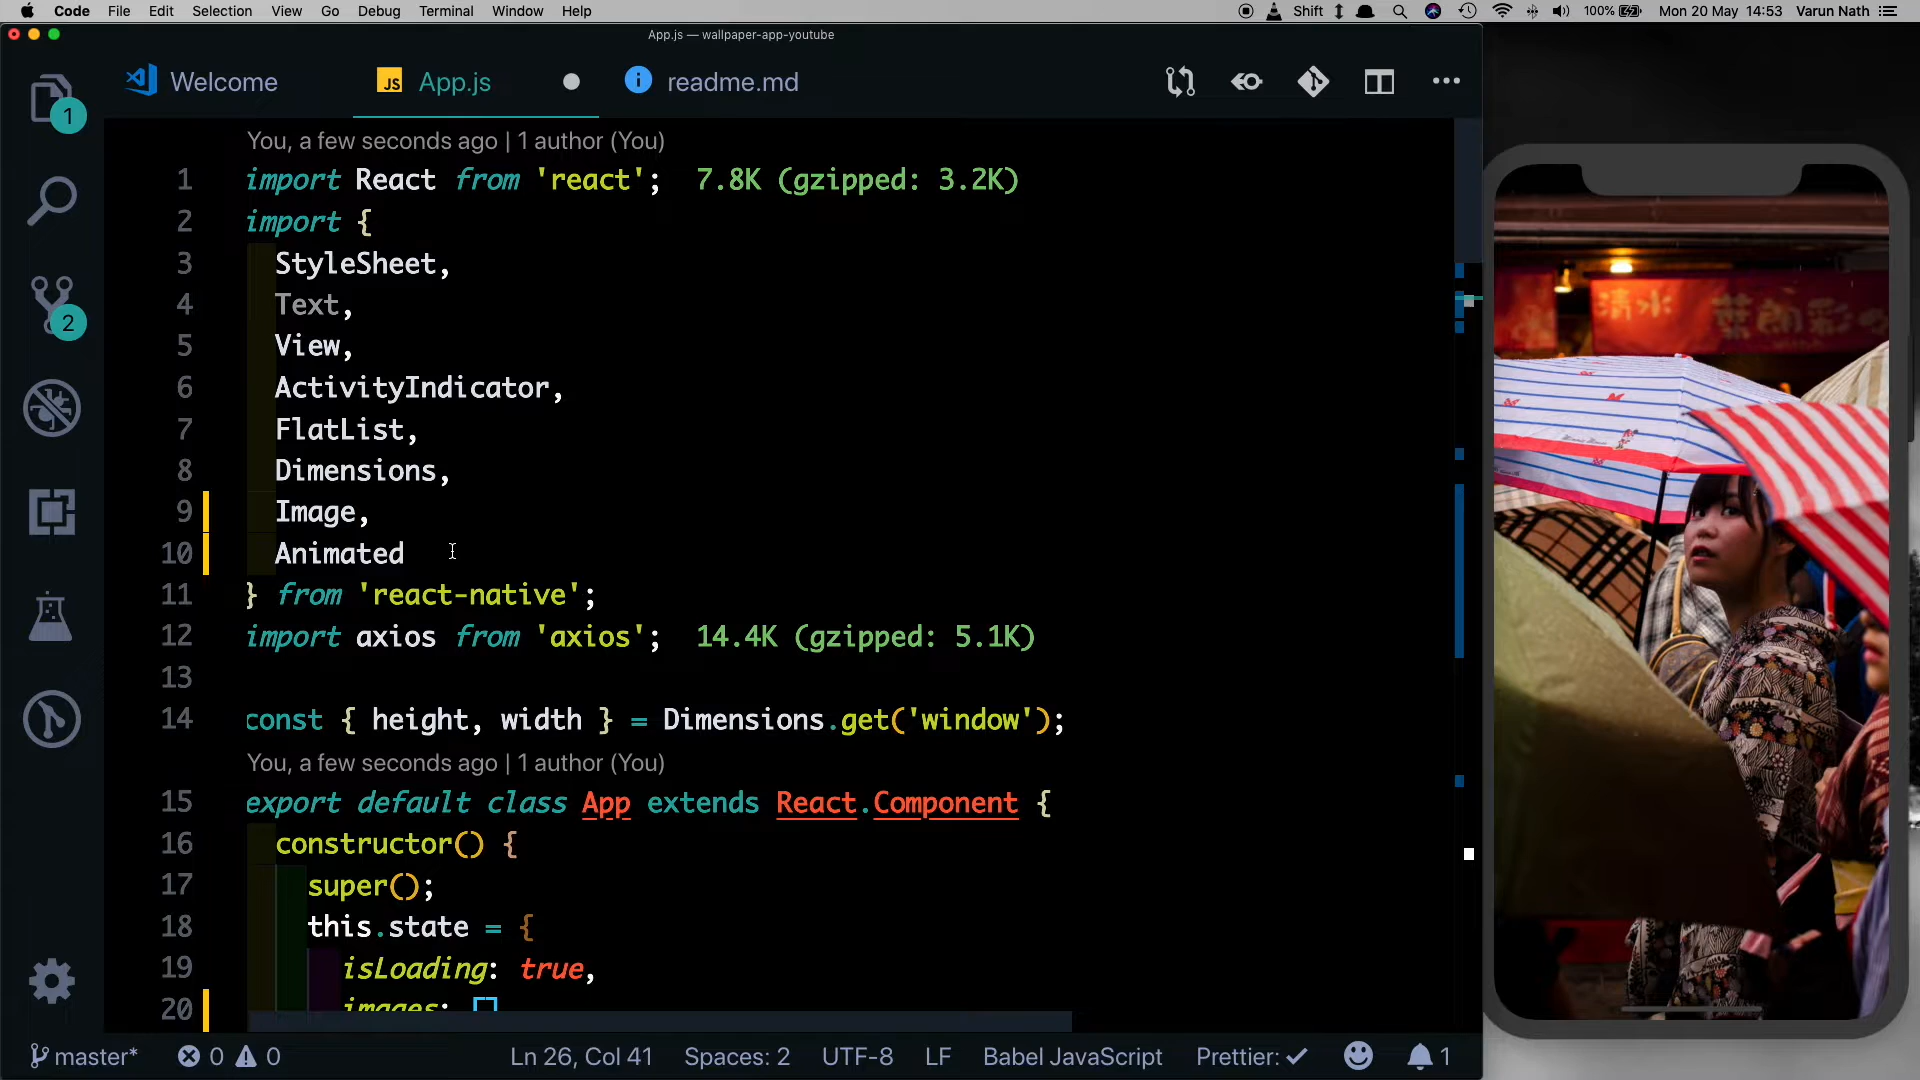 Code File Edit Selection View Go Debug Terminal Window Help Shift 100% Mon 20 May 14:53 Varun Nath
App.js — wallpaper-app-youtube
Welcome JS App.js readme.md
1
2
You, a few seconds ago | 1 author (You)
1 import React from 'react'; 7.8K (gzipped: 3.2K)
2 import {
3 StyleSheet,
4 Text,
5 View,
6 ActivityIndicator,
7 FlatList,
8 Dimensions,
9 Image,
10 Animated
11 } from 'react-native';
12 import axios from 'axios'; 14.4K (gzipped: 5.1K)
13
14 const { height, width } = Dimensions.get('window');
You, a few seconds ago | 1 author (You)
15 export default class App extends React.Component {
16 constructor() {
17 super();
18 this.state = {
19 isLoading: true,
20 images: []
清水
master* 0 0 Ln 26, Col 41 Spaces: 2 UTF-8 LF Babel JavaScript Prettier: ✓ 1